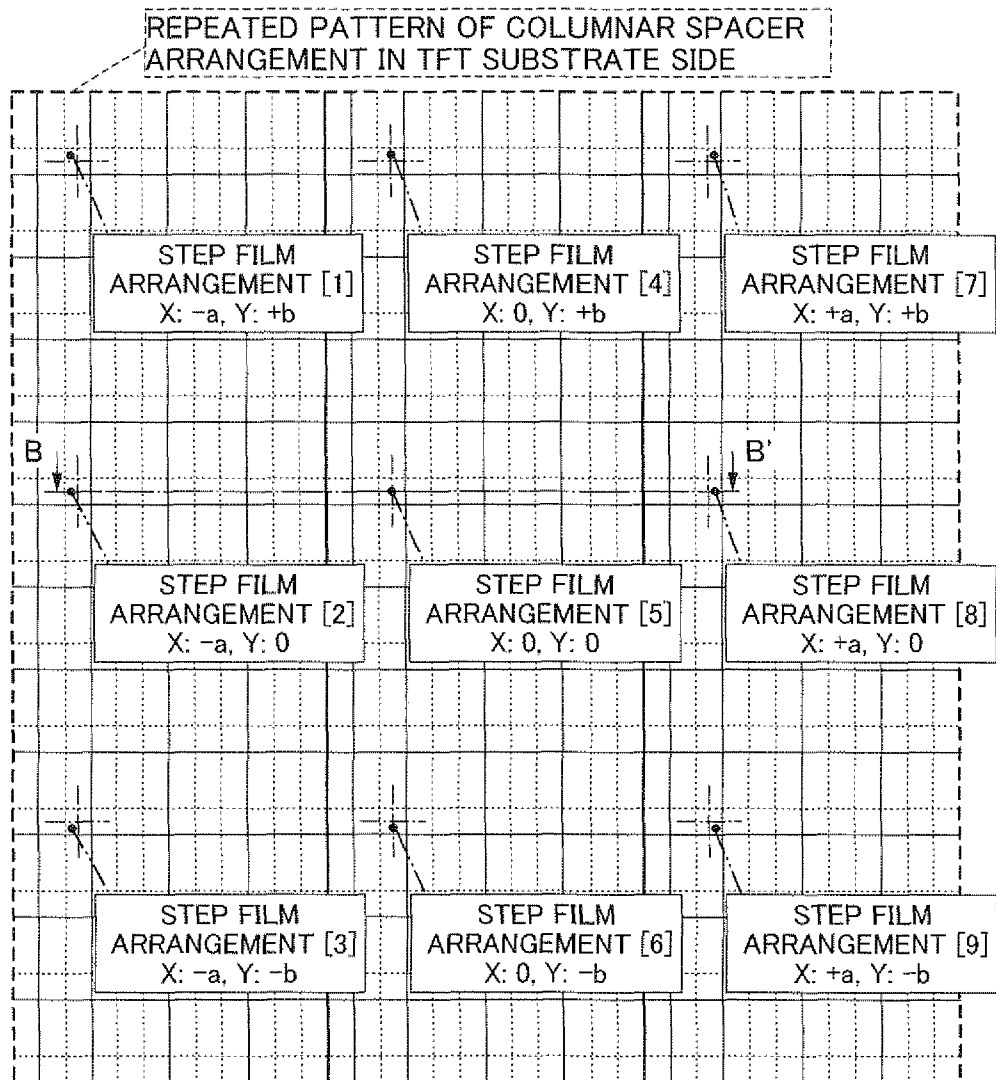 REPEATED PATTERN OF COLUMNAR SPACER
ARRANGEMENT IN TFT SUBSTRATE SIDE
STEP FILM
ARRANGEMENT [1]
X: -a, Y: +b
STEP FILM
ARRANGEMENT [4]
X: 0, Y: +b
STEP FILM
ARRANGEMENT [7]
X: +a, Y: +b
B
B'
STEP FILM
ARRANGEMENT [2]
X: -a, Y: 0
STEP FILM
ARRANGEMENT [5]
X: 0, Y: 0
STEP FILM
ARRANGEMENT [8]
X: +a, Y: 0
STEP FILM
ARRANGEMENT [3]
X: -a, Y: -b
STEP FILM
ARRANGEMENT [6]
X: 0, Y: -b
STEP FILM
ARRANGEMENT [9]
X: +a, Y: -b